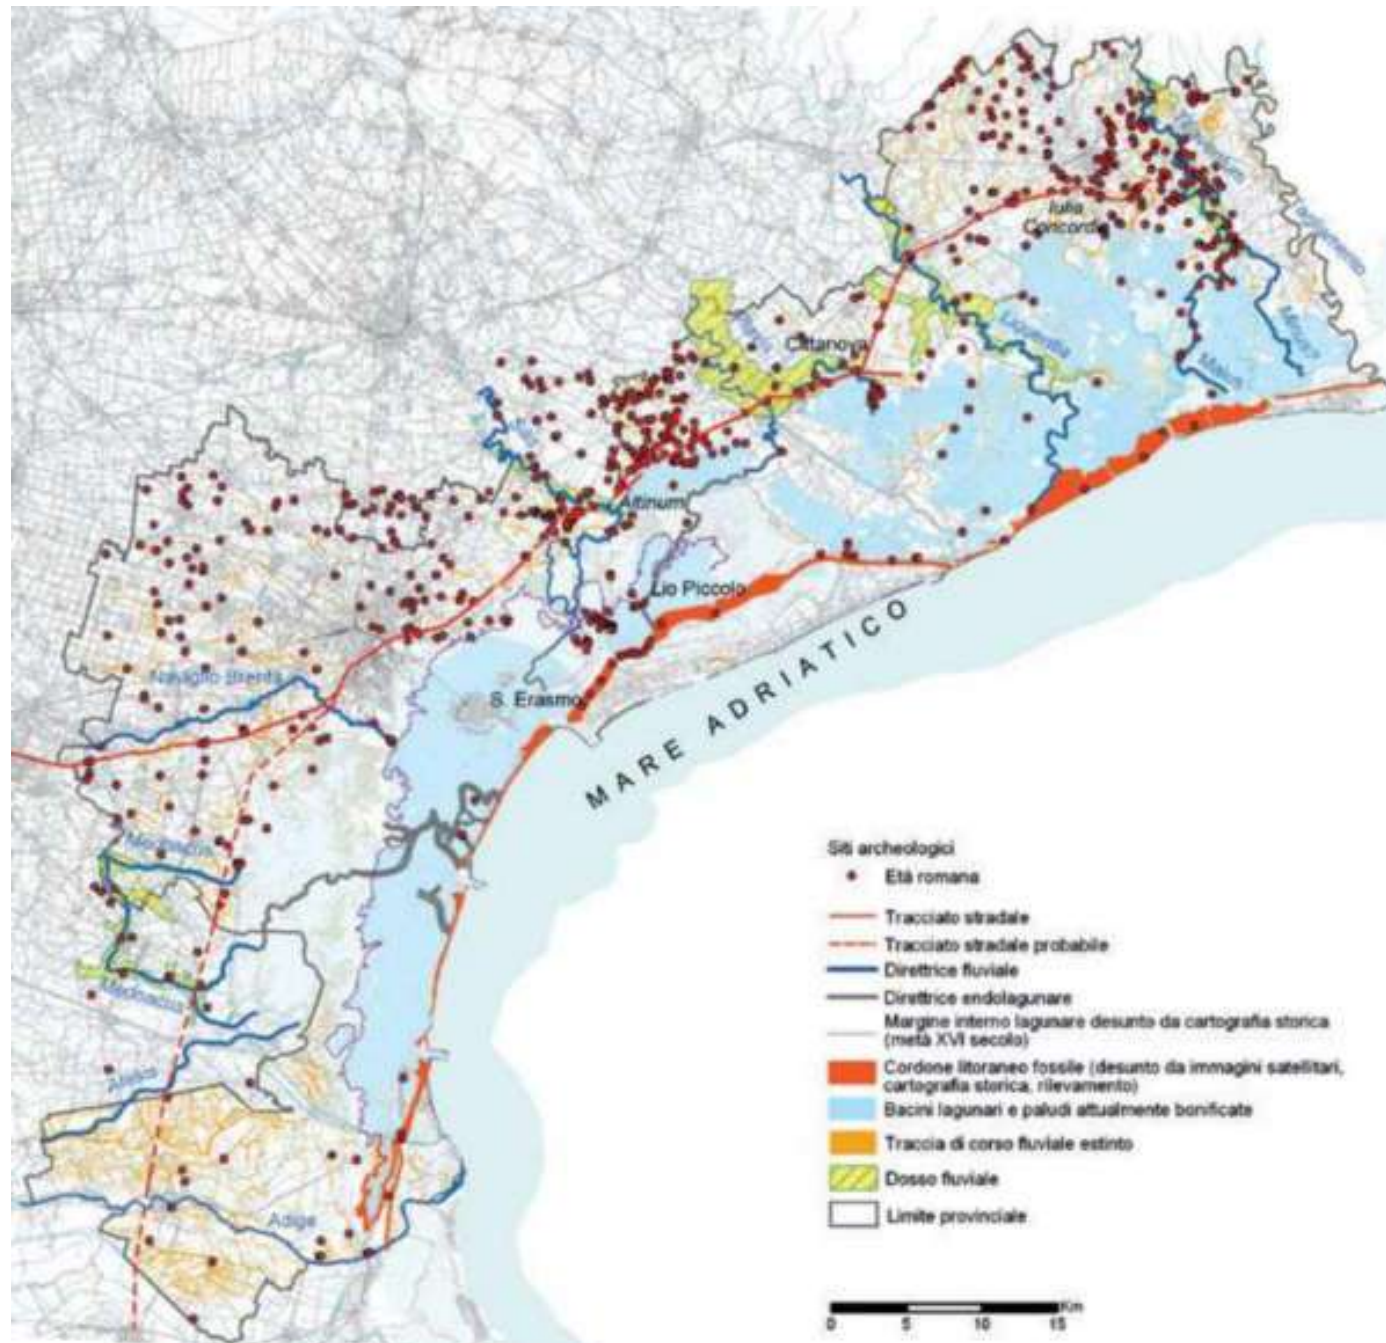 Tagliamento
Iulia
Concordia
Piave
Cittanova
Liquentia
Sile
Altinum
Lio Piccolo
Naviglio Brenta
S. Erasmo
MARE ADRIATICO
Meduacus
Adige
Siti archeologici
Età romana
Tracciato stradale
Tracciato stradale probabile
Direttrice fluviale
Direttrice endolagunare
Margine interno lagunare desunto da cartografia storica
(metà XVI secolo)
Cordone litoraneo fossile (desunto da immagini satellitari,
cartografia storica, rilevamento)
Bacini lagunari e paludi attualmente bonificate
Traccia di corso fluviale estinto
Dosso fluviale
Limite provinciale
Km
0 5 10 15